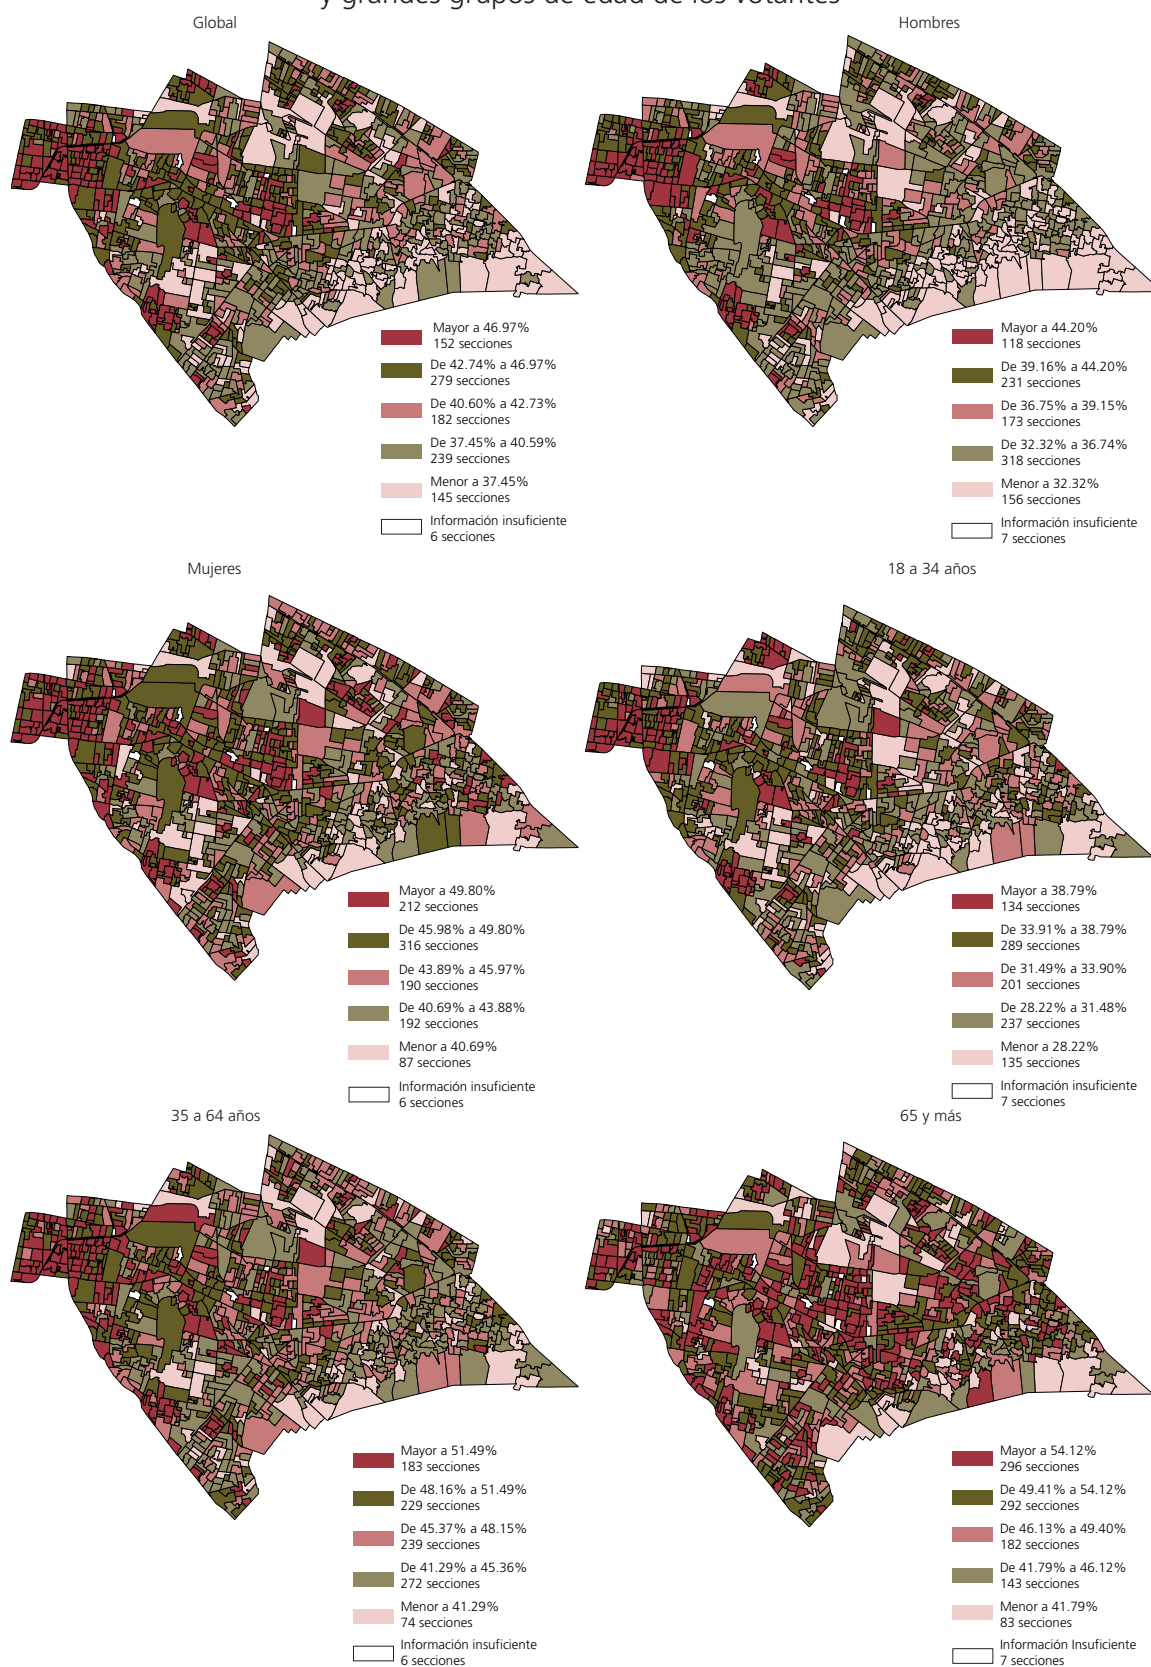 y grandes grupos de edad de los votantes
Global
Hombres
Mayor a 46.97%
152 secciones
De 42.74% a 46.97%
279 secciones
De 40.60% a 42.73%
182 secciones
De 37.45% a 40.59%
239 secciones
Menor a 37.45%
145 secciones
Información insuficiente
6 secciones
Mayor a 44.20%
118 secciones
De 39.16% a 44.20%
231 secciones
De 36.75% a 39.15%
173 secciones
De 32.32% a 36.74%
318 secciones
Menor a 32.32%
156 secciones
Información insuficiente
7 secciones
Mujeres
18 a 34 años
Mayor a 49.80%
212 secciones
De 45.98% a 49.80%
316 secciones
De 43.89% a 45.97%
190 secciones
De 40.69% a 43.88%
192 secciones
Menor a 40.69%
87 secciones
Información insuficiente
6 secciones
Mayor a 38.79%
134 secciones
De 33.91% a 38.79%
289 secciones
De 31.49% a 33.90%
201 secciones
De 28.22% a 31.48%
237 secciones
Menor a 28.22%
135 secciones
Información insuficiente
7 secciones
35 a 64 años
65 y más
Mayor a 51.49%
183 secciones
De 48.16% a 51.49%
229 secciones
De 45.37% a 48.15%
239 secciones
De 41.29% a 45.36%
272 secciones
Menor a 41.29%
74 secciones
Información insuficiente
6 secciones
Mayor a 54.12%
296 secciones
De 49.41% a 54.12%
292 secciones
De 46.13% a 49.40%
182 secciones
De 41.79% a 46.12%
143 secciones
Menor a 41.79%
83 secciones
Información Insuficiente
7 secciones